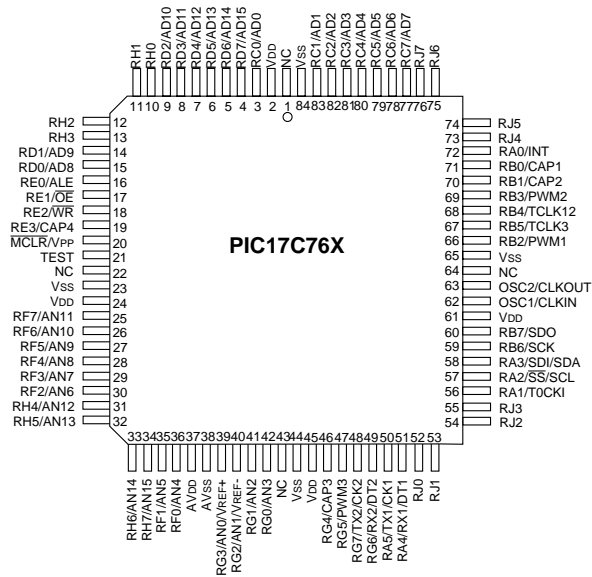 RH1
RH0
RD2/AD10
RD3/AD11
RD4/AD12
RD5/AD13
RD6/AD14
RD7/AD15
RC0/AD0
VDD
NC
VSS
RC1/AD1
RC2/AD2
RC3/AD3
RC4/AD4
RC5/AD5
RC6/AD6
RC7/AD7
RJ7
RJ6
11 10 9 8 7 6 5 4 3 2 1 84 83 82 81 80 79 78 77 76 75
RH2 12
RH3 13
RD1/AD9 14
RD0/AD8 15
RE0/ALE 16
RE1/OE 17
RE2/WR 18
RE3/CAP4 19
MCLR/VPP 20
TEST 21
NC 22
VSS 23
VDD 24
RF7/AN11 25
RF6/AN10 26
RF5/AN9 27
RF4/AN8 28
RF3/AN7 29
RF2/AN6 30
RH4/AN12 31
RH5/AN13 32
PIC17C76X
74 RJ5
73 RJ4
72 RA0/INT
71 RB0/CAP1
70 RB1/CAP2
69 RB3/PWM2
68 RB4/TCLK12
67 RB5/TCLK3
66 RB2/PWM1
65 VSS
64 NC
63 OSC2/CLKOUT
62 OSC1/CLKIN
61 VDD
60 RB7/SDO
59 RB6/SCK
58 RA3/SDI/SDA
57 RA2/SS/SCL
56 RA1/T0CKI
55 RJ3
54 RJ2
33 34 35 36 37 38 39 40 41 42 43 44 45 46 47 48 49 50 51 52 53
RH6/AN14
RH7/AN15
RF1/AN5
RF0/AN4
AVDD
AVSS
RG3/AN0/VREF+
RG2/AN1/VREF-
RG1/AN2
RG0/AN3
NC
VSS
VDD
RG4/CAP3
RG5/PWM3
RG7/TX2/CK2
RG6/RX2/DT2
RA5/TX1/CK1
RA4/RX1/DT1
RJ0
RJ1